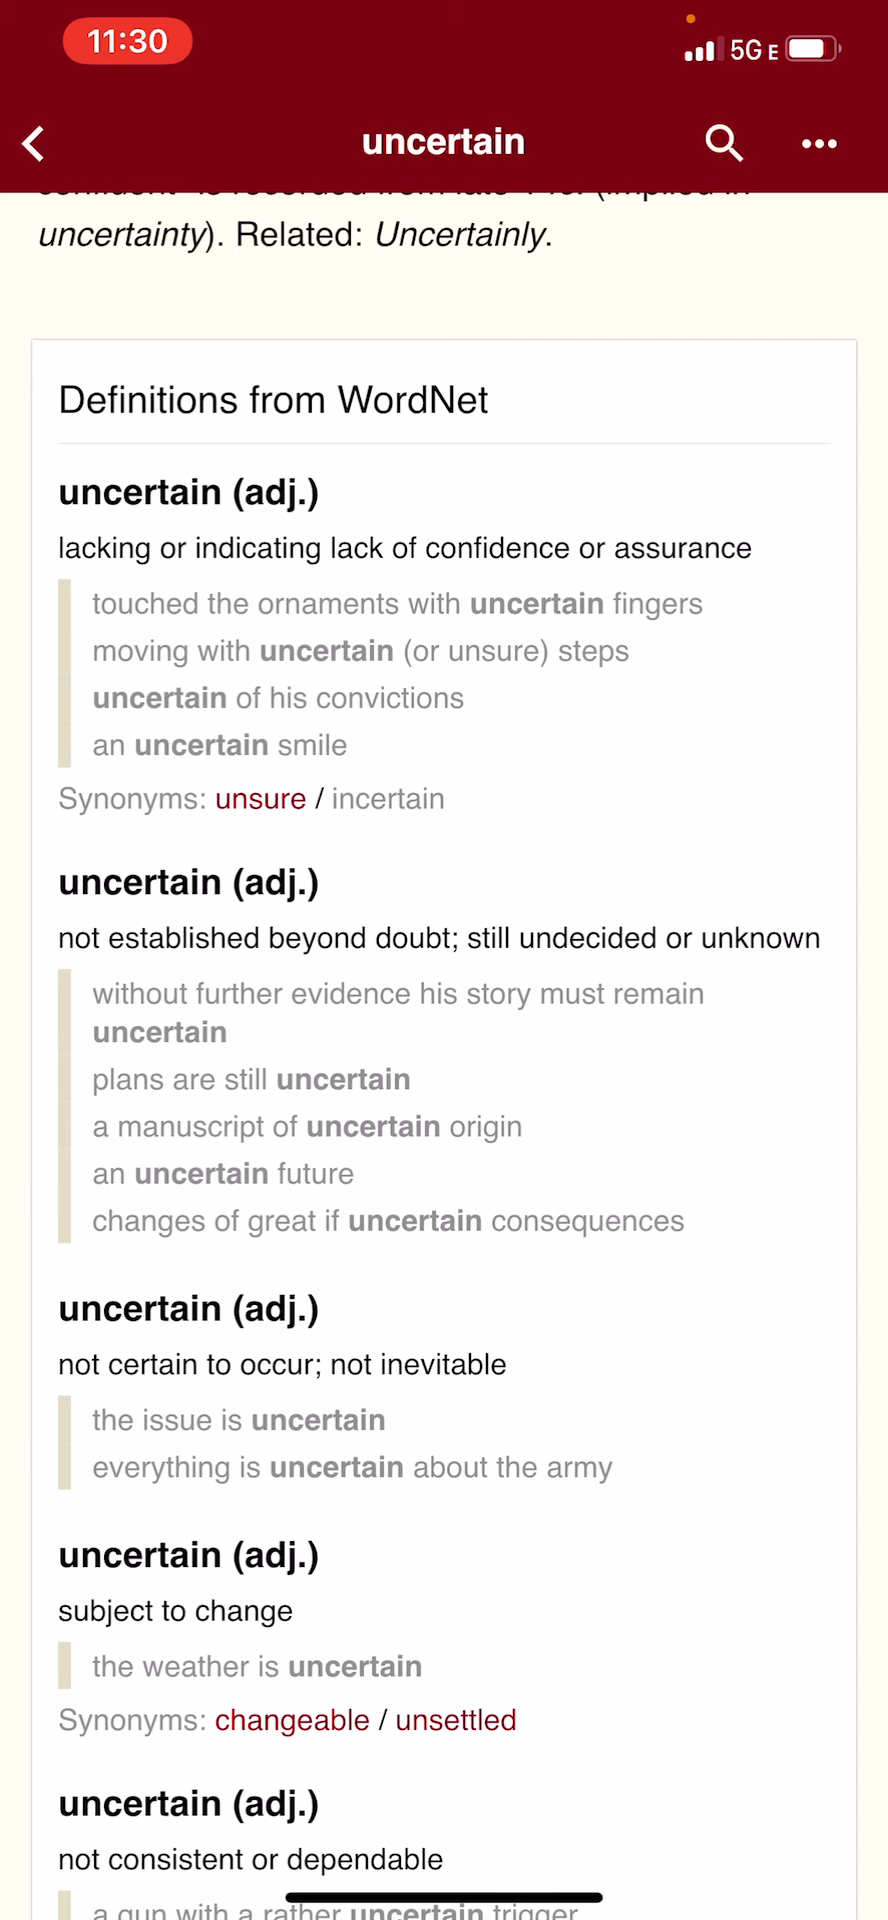 11:30
5G E
uncertain
uncertainty). Related: Uncertainly.
Definitions from WordNet
uncertain (adj.)
lacking or indicating lack of confidence or assurance
touched the ornaments with uncertain fingers
moving with uncertain (or unsure) steps
uncertain of his convictions
an uncertain smile
Synonyms: unsure / incertain
uncertain (adj.)
not established beyond doubt; still undecided or unknown
without further evidence his story must remain
uncertain
plans are still uncertain
a manuscript of uncertain origin
an uncertain future
changes of great if uncertain consequences
uncertain (adj.)
not certain to occur; not inevitable
the issue is uncertain
everything is uncertain about the army
uncertain (adj.)
subject to change
the weather is uncertain
Synonyms: changeable / unsettled
uncertain (adj.)
not consistent or dependable
a gun with a rather uncertain trigger